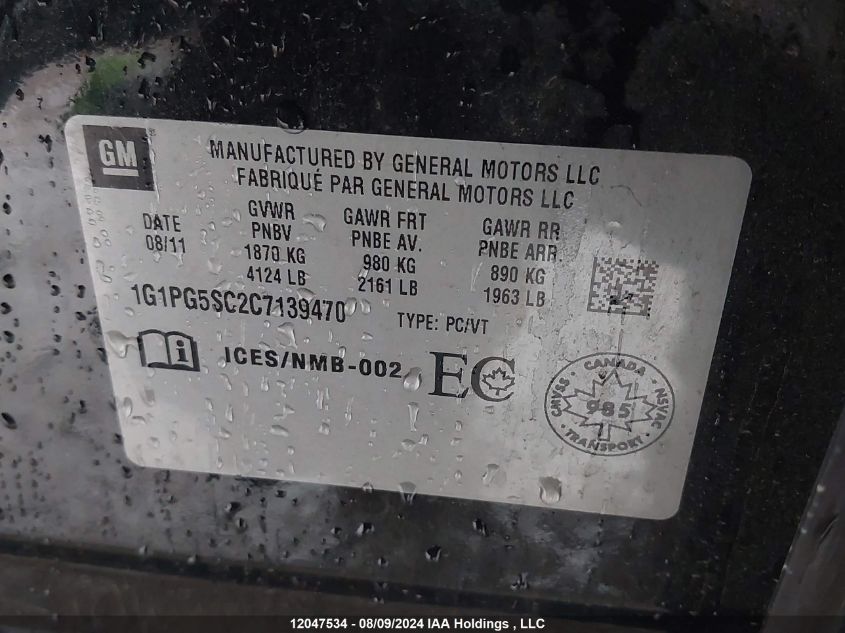 GM
MANUFACTURED BY GENERAL MOTORS LLC
FABRIQUÉ PAR GENERAL MOTORS LLC
DATE
08/11
GVWR
PNBV
1870 KG
4124 LB
GAWR FRT
PNBE AV.
980 KG
2161 LB
GAWR RR
PNBE ARR
890 KG
1963 LB
1G1PG5SC2C7139470
TYPE: PC/VT
i
ICES/NMB-002
EC
CMVSS · CANADA · NSVAC
985
· TRANSPORT ·
12047534 - 08/09/2024 IAA Holdings , LLC